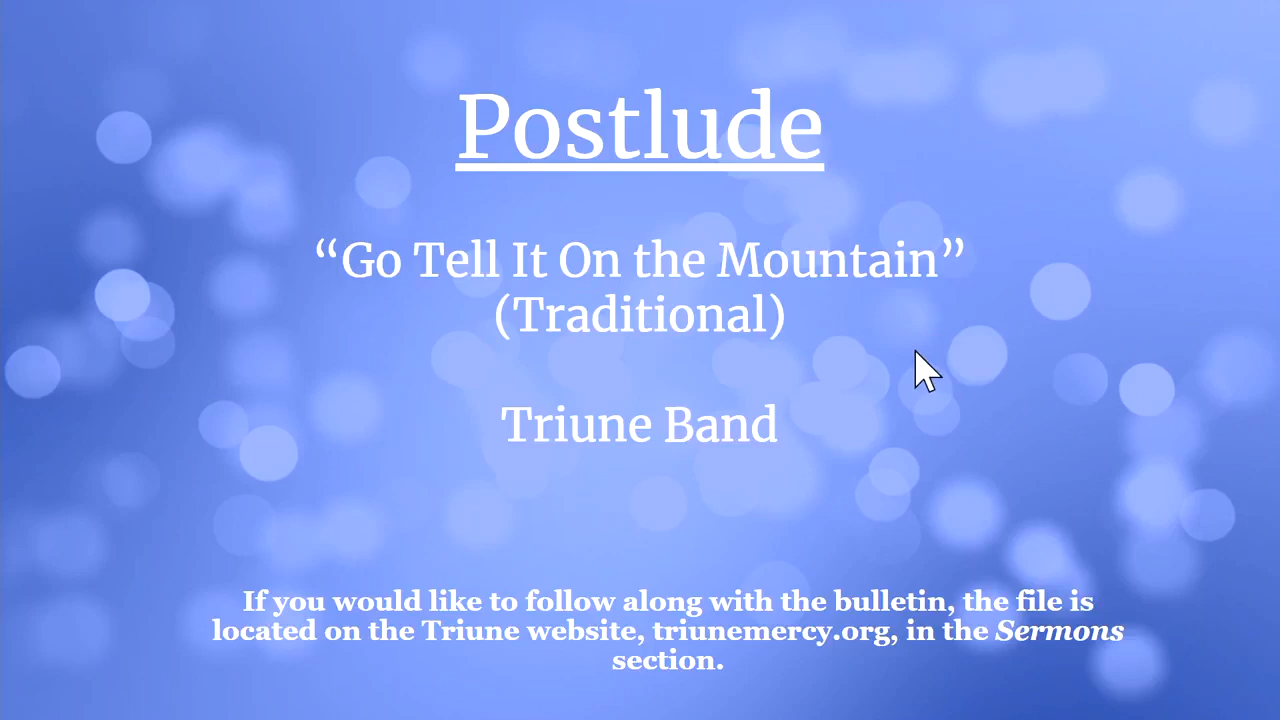 Postlude
“Go Tell It On the Mountain”
(Traditional)
Triune Band
If you would like to follow along with the bulletin, the file is
located on the Triune website, triunemercy.org, in the Sermons
section.